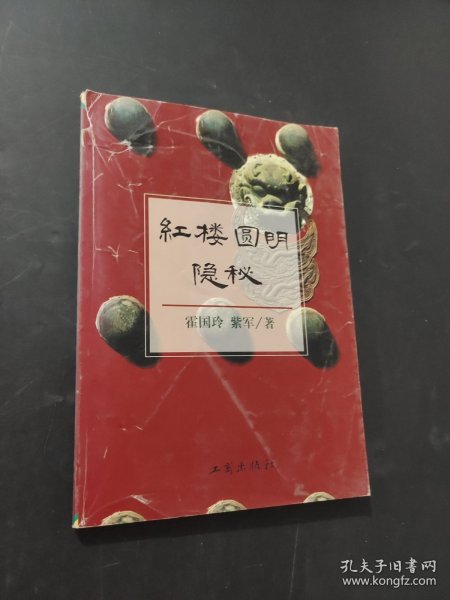 紅楼圆明
隐秘
霍国玲 紫军/著
工商出版社
孔夫子旧书网
www.kongfz.com